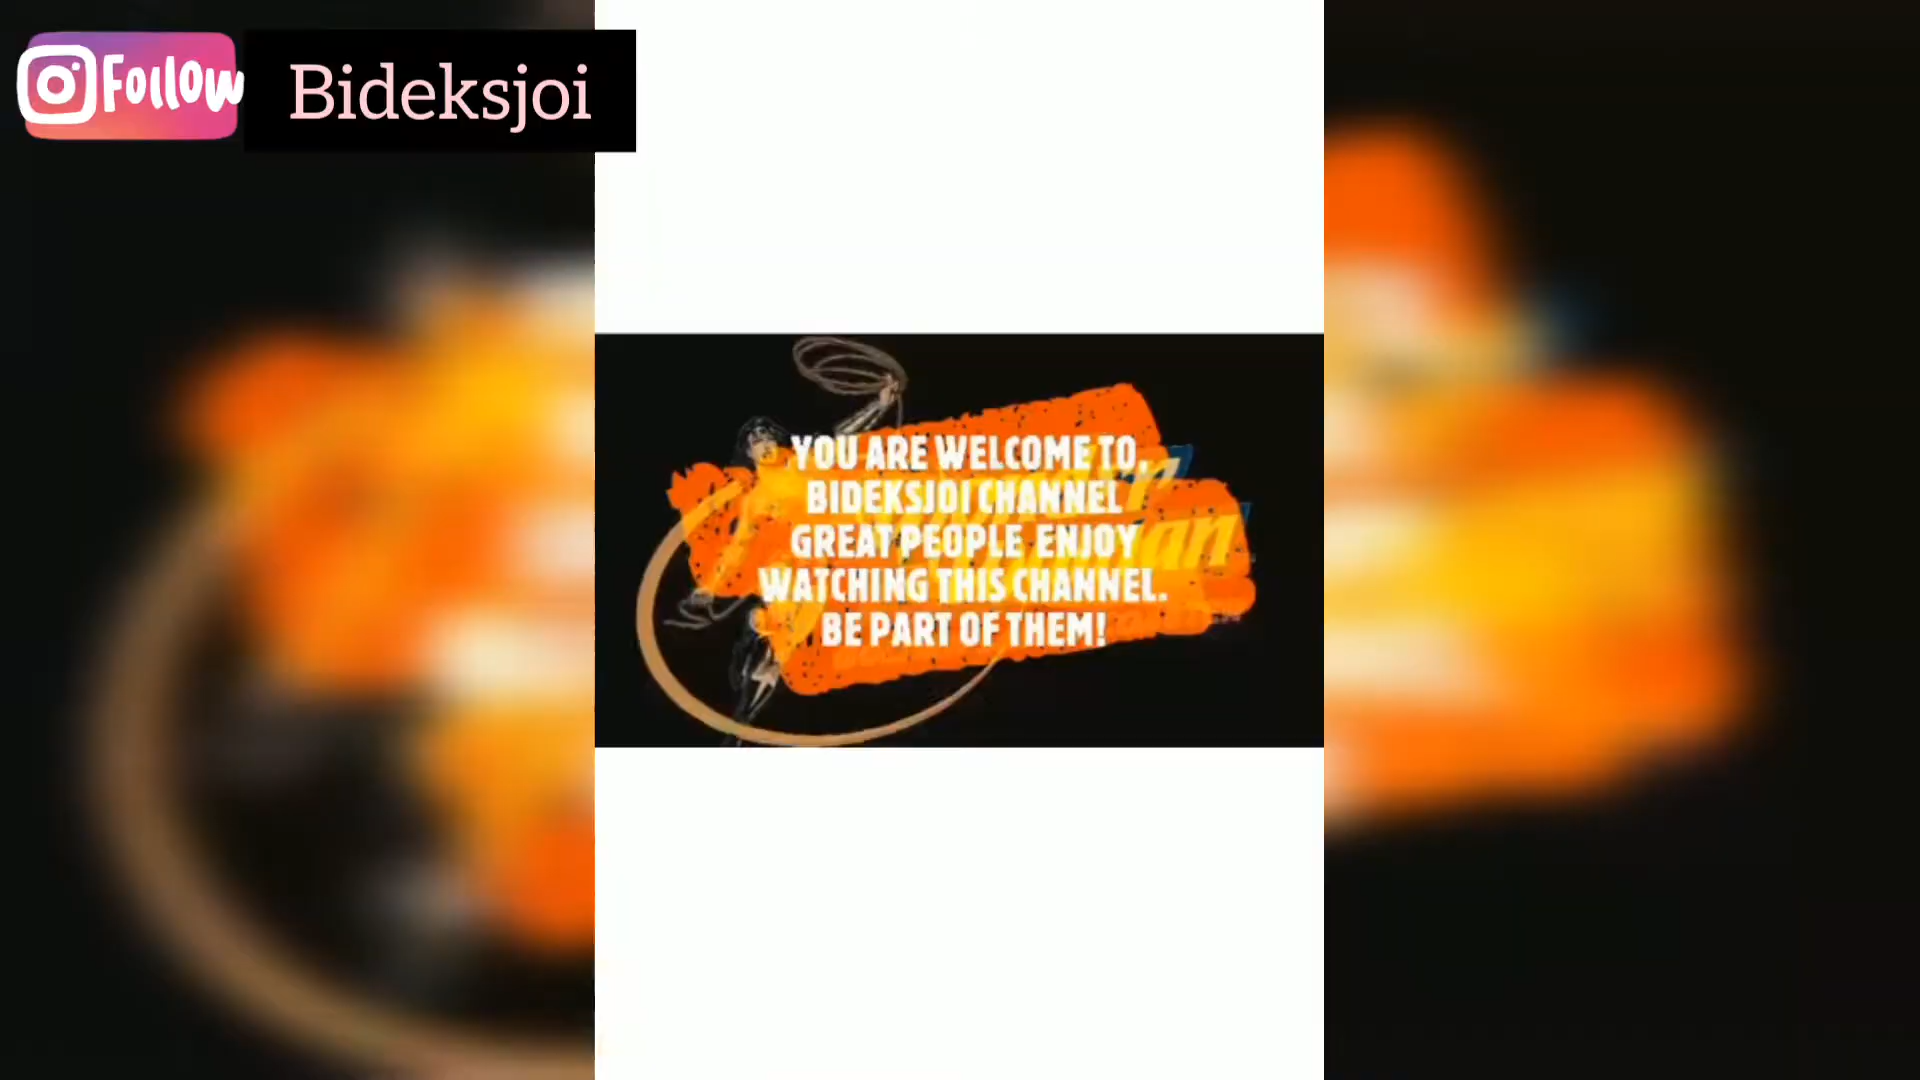 Follow
Bideksjoi
YOU ARE WELCOME TO,
BIDEKSJOI CHANNEL
GREAT PEOPLE ENJOY
WATCHING THIS CHANNEL.
BE PART OF THEM!